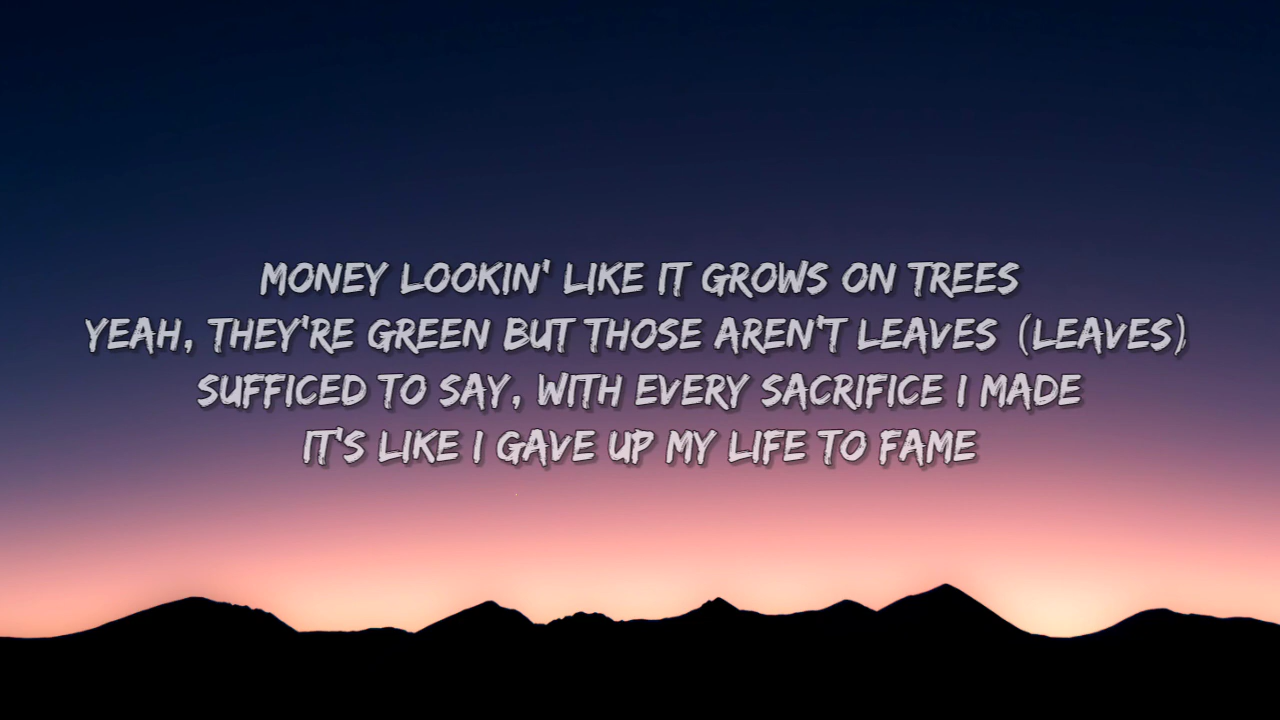 MONEY LOOKIN' LIKE IT GROWS ON TREES
YEAH, THEY'RE GREEN BUT THOSE AREN'T LEAVES (LEAVES)
SUFFICED TO SAY, WITH EVERY SACRIFICE I MADE
IT'S LIKE I GAVE UP MY LIFE TO FAME